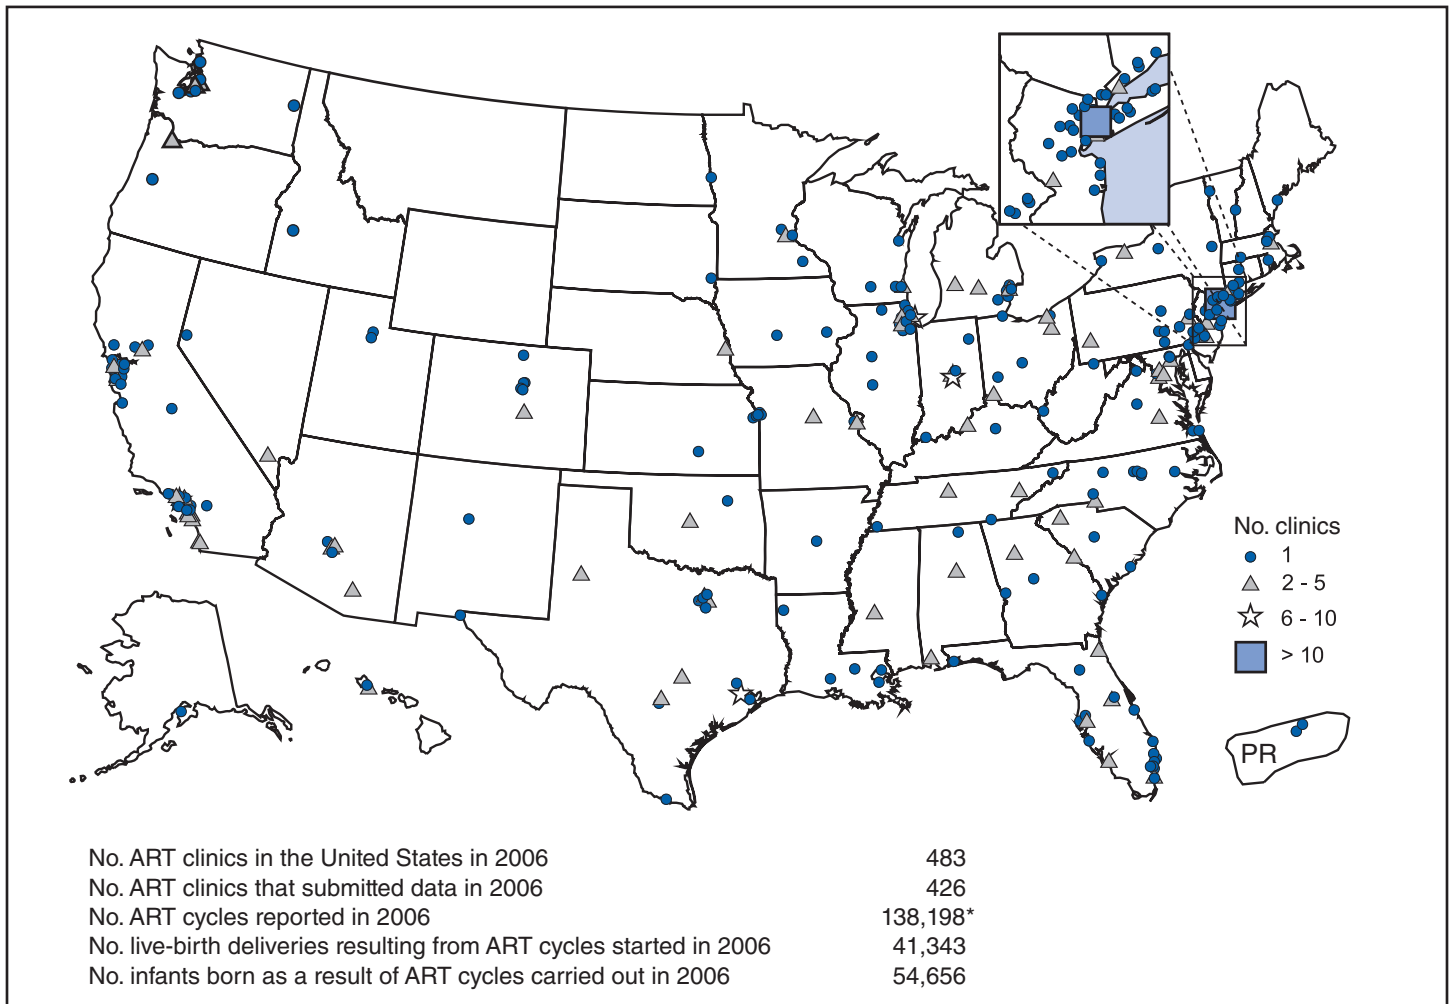 No. clinics
1
2 - 5
6 - 10
> 10
PR
No. ART clinics in the United States in 2006 483
No. ART clinics that submitted data in 2006 426
No. ART cycles reported in 2006 138,198*
No. live-birth deliveries resulting from ART cycles started in 2006 41,343
No. infants born as a result of ART cycles carried out in 2006 54,656